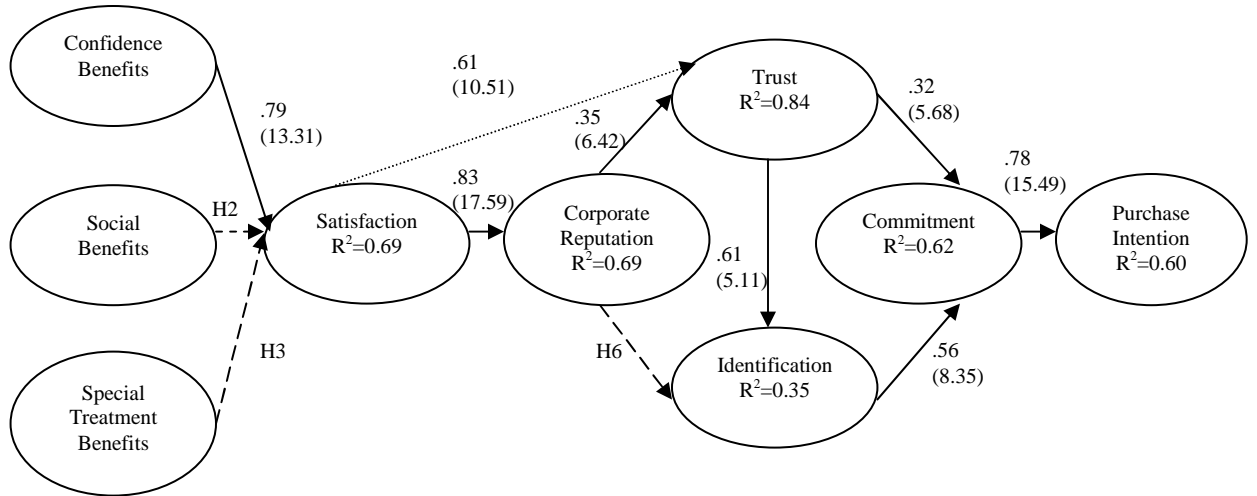 Confidence
Benefits
.79
(13.31)
Social
Benefits
H2
Special
Treatment
Benefits
H3
Satisfaction
R²=0.69
.61
(10.51)
.83
(17.59)
Corporate
Reputation
R²=0.69
.35
(6.42)
H6
Trust
R²=0.84
.61
(5.11)
Identification
R²=0.35
.32
(5.68)
.56
(8.35)
Commitment
R²=0.62
.78
(15.49)
Purchase
Intention
R²=0.60